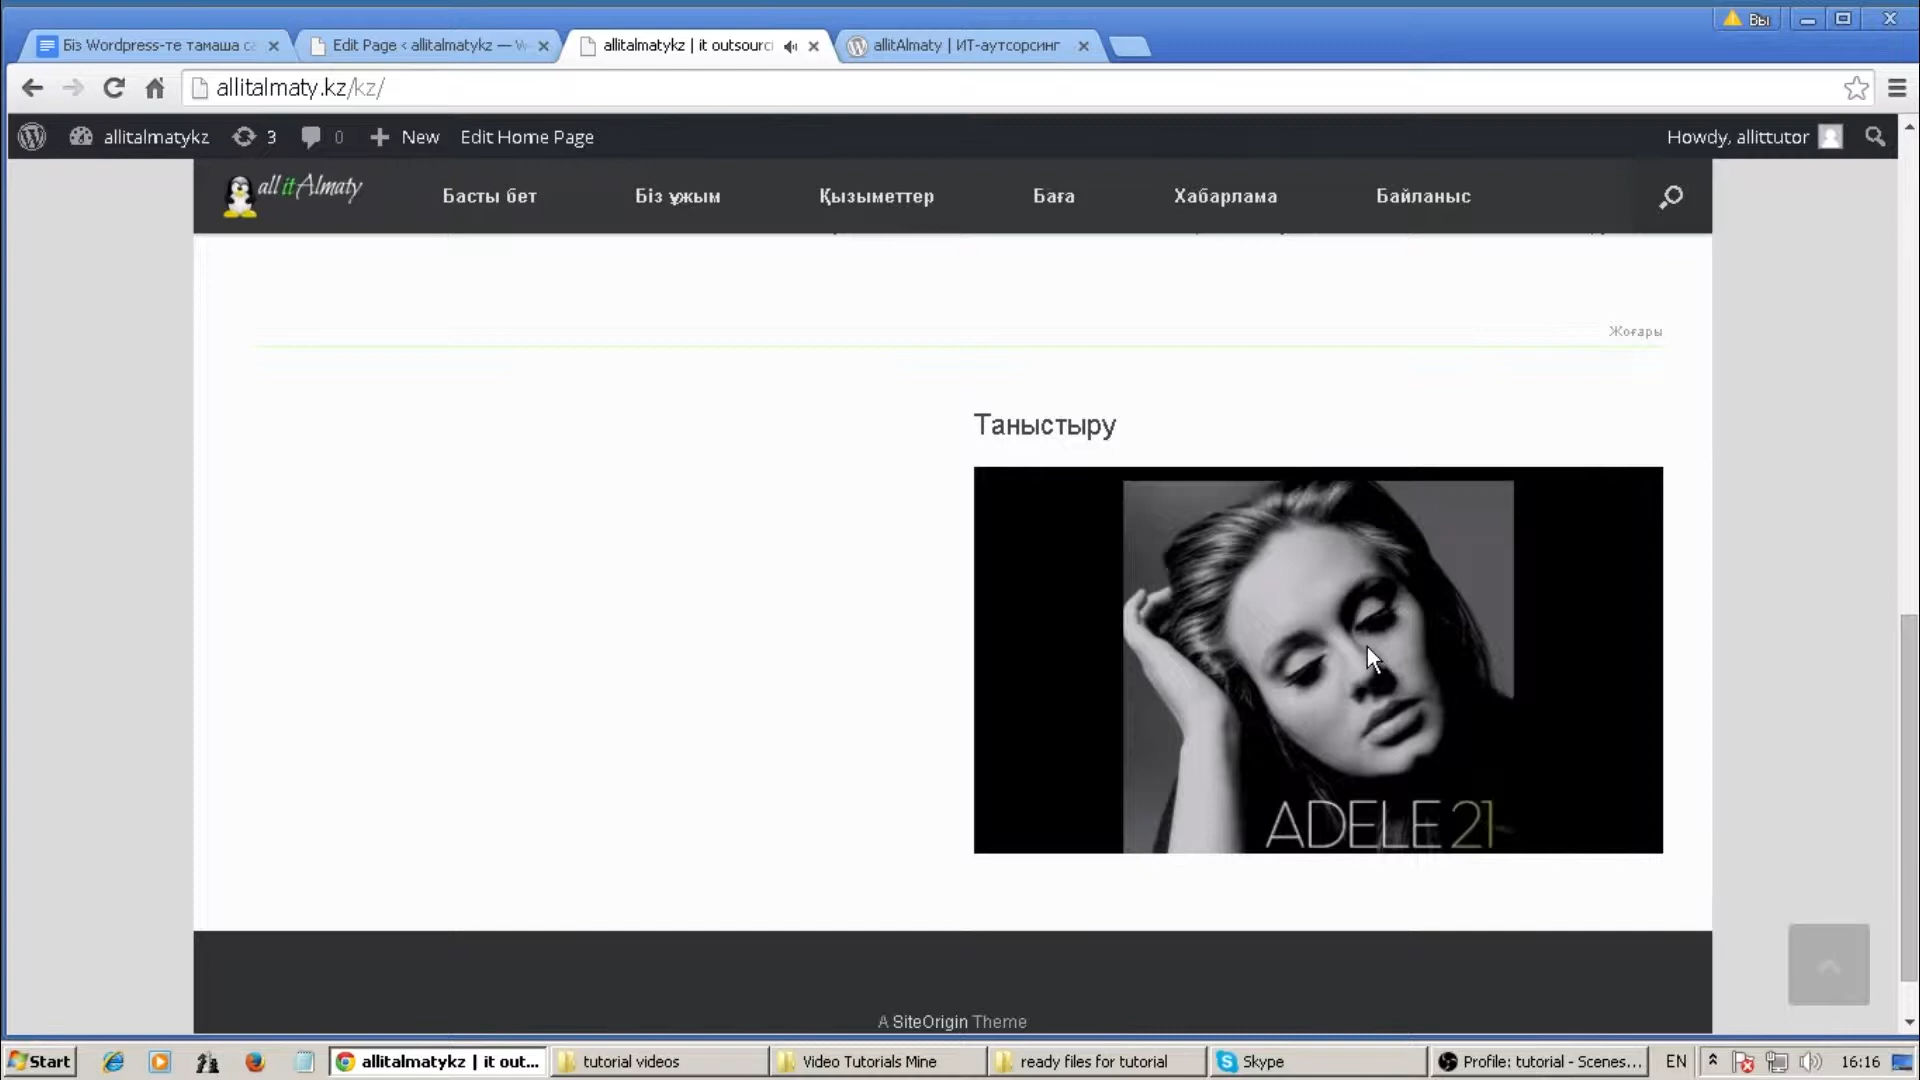 Вы
Біз Wordpress-те тамаша са
Edit Page ‹ allitalmatykz — W
allitalmatykz | it outsourci
allitAlmaty | ИТ-аутсорсинг
allitalmaty.kz/kz/
allitalmatykz
3
0
New
Edit Home Page
Howdy, allittutor
all it Almaty
Басты бет
Біз ұжым
Қызыметтер
Баға
Хабарлама
Байланыс
Жоғары
Таныстыру
ADELE 21
A SiteOrigin Theme
Start
allitalmatykz | it out...
tutorial videos
Video Tutorials Mine
ready files for tutorial
Skype
Profile: tutorial - Scenes...
EN
16:16